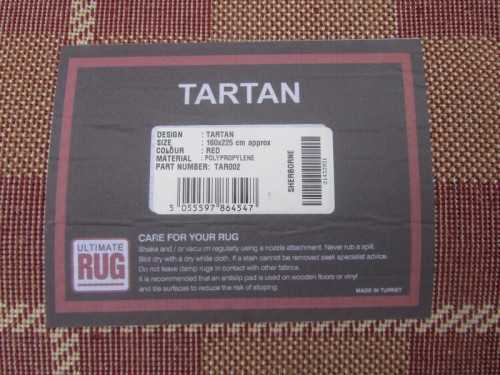 TARTAN
DESIGN : TARTAN
SIZE : 160x225 cm approx
COLOUR : RED
MATERIAL : POLYPROPYLENE
PART NUMBER: TAR002
5 055597 864547
SHERBORNE
ULTIMATE
RUG
CARE FOR YOUR RUG
Shake and / or vacuum regularly using a nozzle attachment. Never rub a spill.
Blot dry with a dry white cloth. If a stain cannot be removed seek specialist advice.
Do not leave damp rugs in contact with other fabrics.
It is recommended that an antislip pad is used on wooden floors or vinyl
and tile surfaces to reduce the risk of slipping.
MADE IN TURKEY